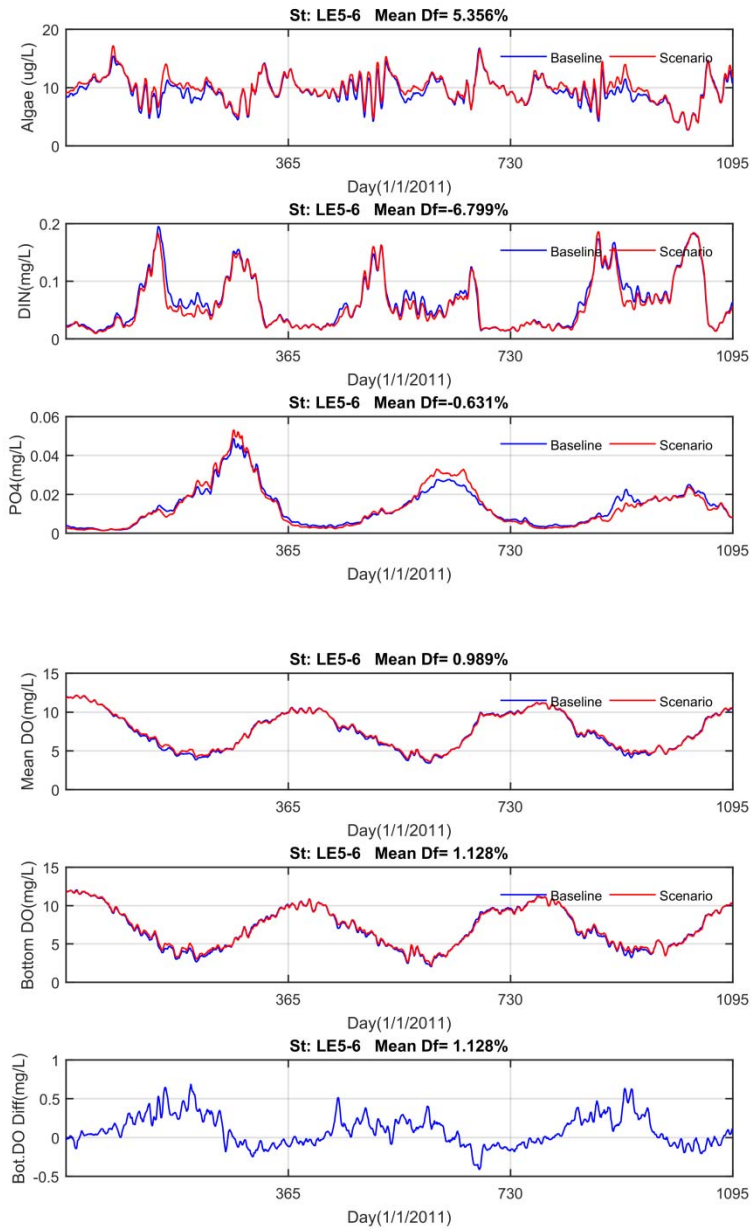 St: LE5-6 Mean Df= 5.356%
20
Baseline Scenario
10
Algae (ug/L)
0
365 730 1095
Day(1/1/2011)
St: LE5-6 Mean Df=-6.799%
0.2
Baseline Scenario
0.1
DIN(mg/L)
0
365 730 1095
Day(1/1/2011)
St: LE5-6 Mean Df=-0.631%
0.06
Baseline Scenario
0.04
PO4(mg/L)
0.02
0
365 730 1095
Day(1/1/2011)
St: LE5-6 Mean Df= 0.989%
15
Baseline Scenario
10
Mean DO(mg/L)
5
0
365 730 1095
Day(1/1/2011)
St: LE5-6 Mean Df= 1.128%
15
Baseline Scenario
10
Bottom DO(mg/L)
5
0
365 730 1095
Day(1/1/2011)
St: LE5-6 Mean Df= 1.128%
1
0.5
Bot.DO Diff(mg/L)
0
-0.5
365 730 1095
Day(1/1/2011)